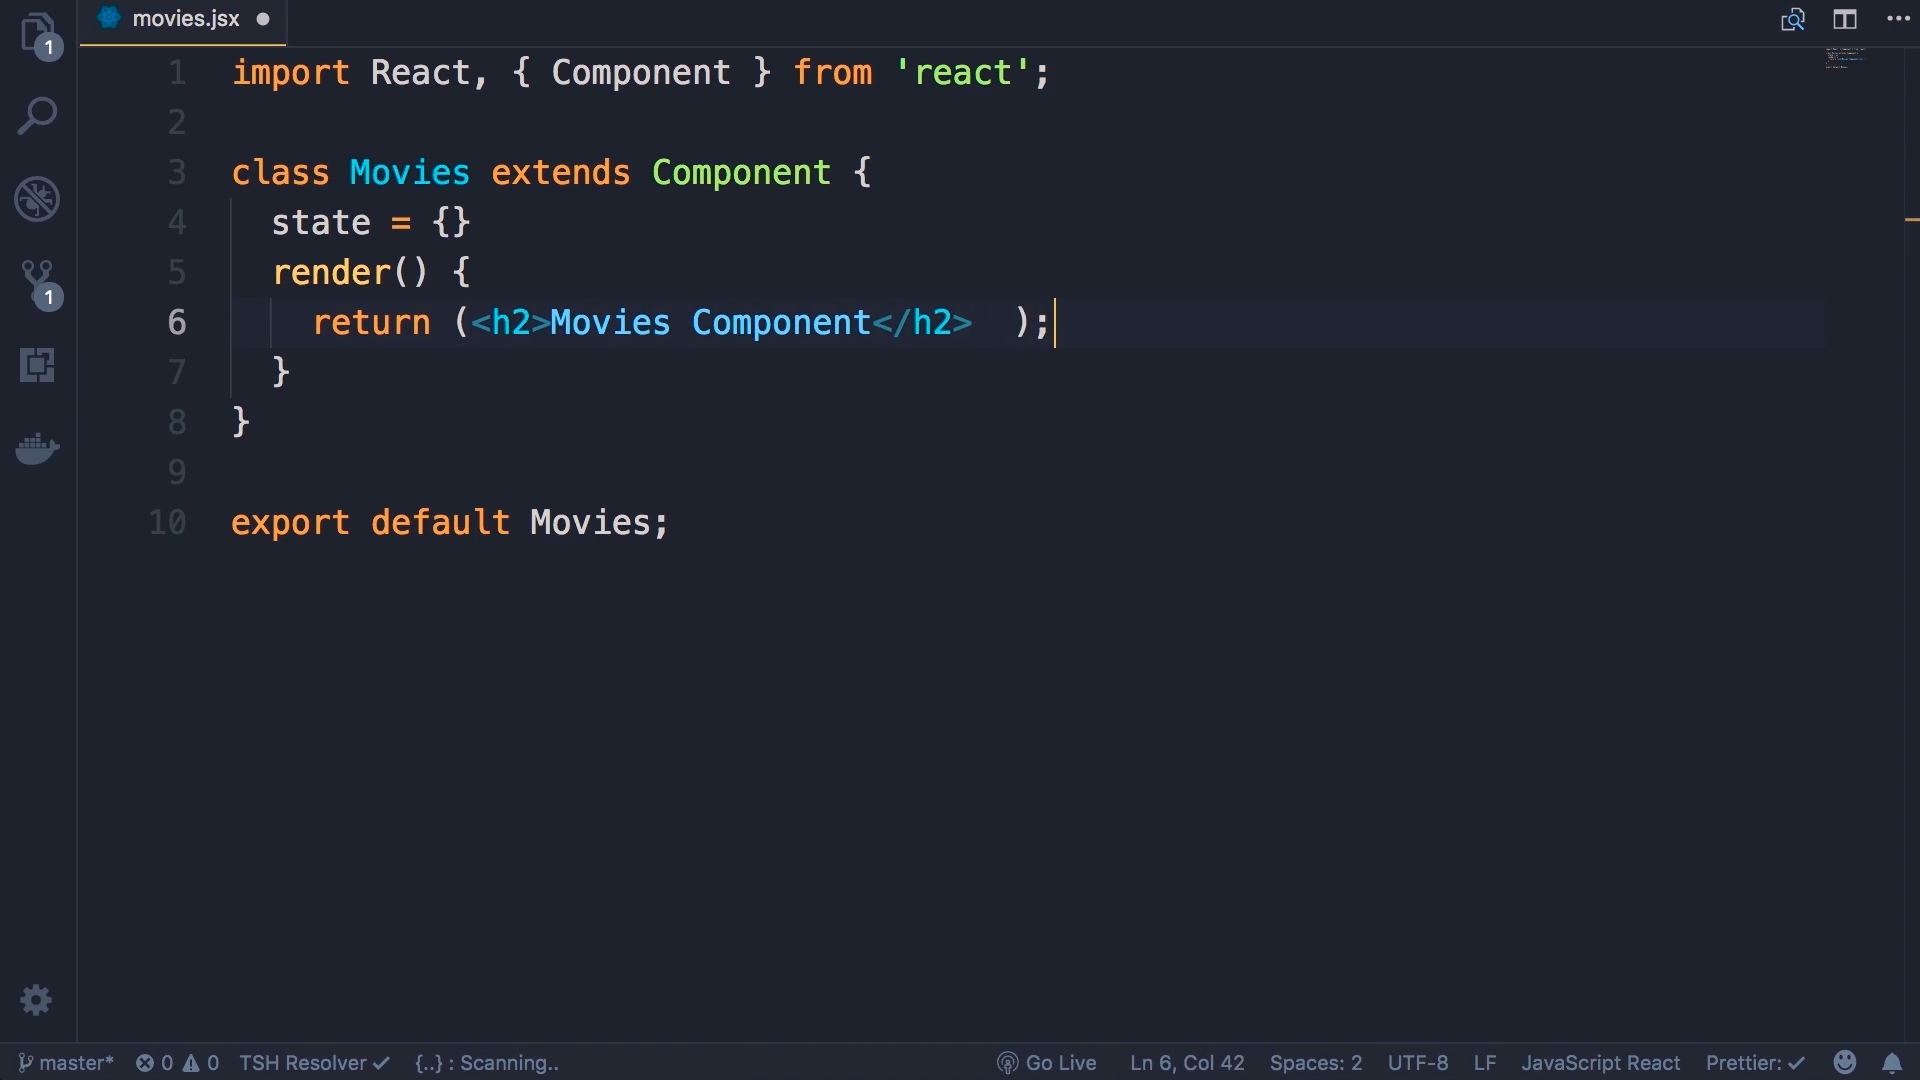 movies.jsx
1
1 import React, { Component } from 'react';
2
3 class Movies extends Component {
4 state = {}
5 render() {
6 return (<h2>Movies Component</h2>  );
1
7 }
8 }
9
10 export default Movies;
master* 0 0 TSH Resolver {..} : Scanning.. Go Live Ln 6, Col 42 Spaces: 2 UTF-8 LF JavaScript React Prettier: